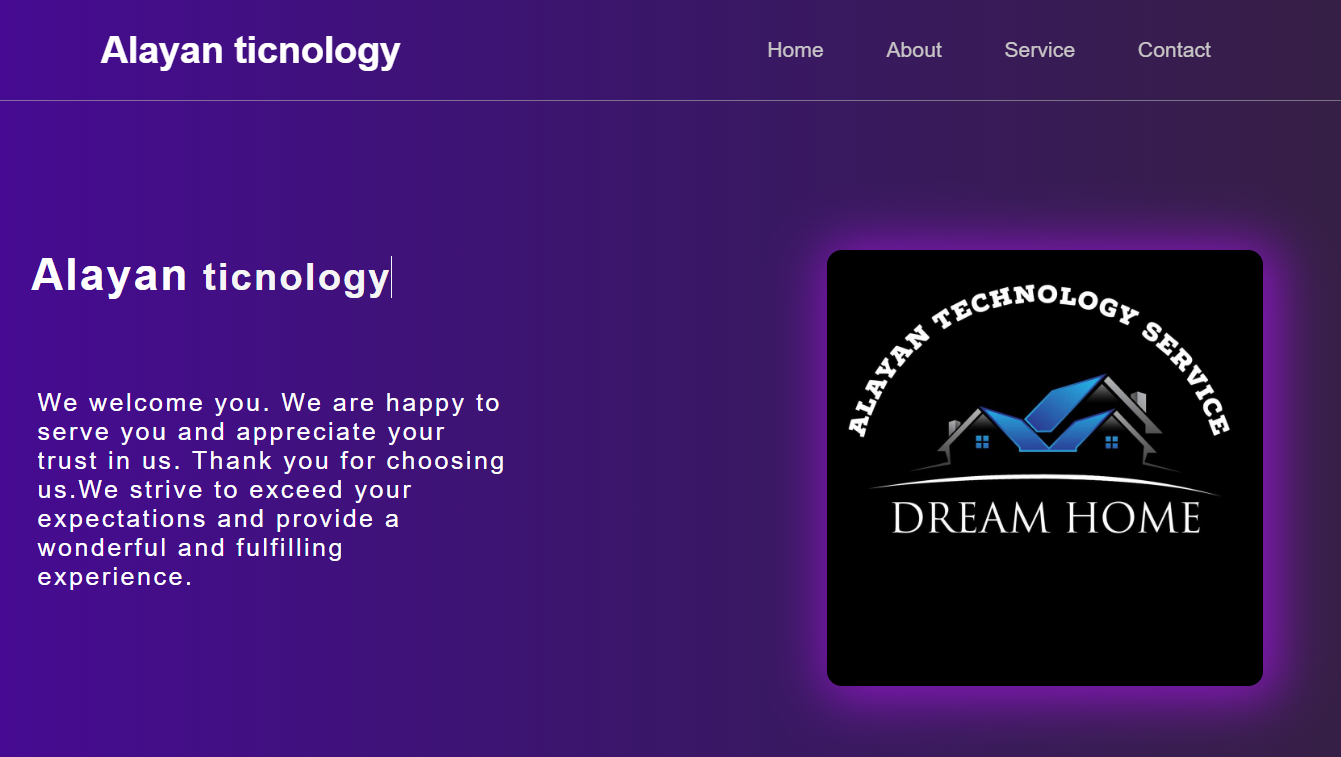 Alayan ticnology
Home About Service Contact
Alayan ticnology
We welcome you. We are happy to
serve you and appreciate your
trust in us. Thank you for choosing
us.We strive to exceed your
expectations and provide a
wonderful and fulfilling
experience.
ALAYAN TECHNOLOGY SERVICE
DREAM HOME